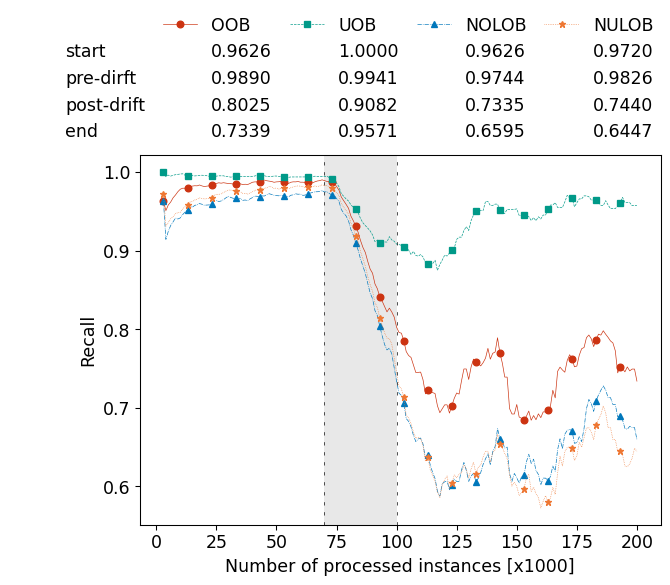 OOB UOB NOLOB NULOB
start 0.9626 1.0000 0.9626 0.9720
pre-dirft 0.9890 0.9941 0.9744 0.9826
post-drift 0.8025 0.9082 0.7335 0.7440
end 0.7339 0.9571 0.6595 0.6447
1.0
0.9
0.8
0.7
0.6
Recall
0 25 50 75 100 125 150 175 200
Number of processed instances [x1000]